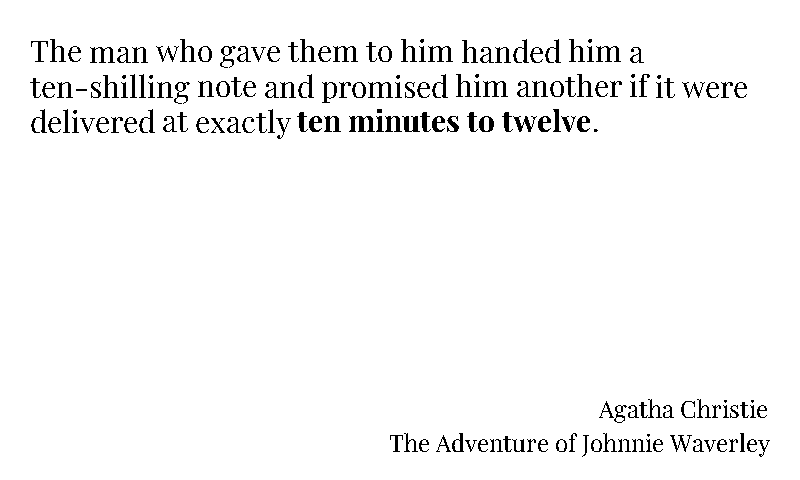 The man who gave them to him handed him a
ten-shilling note and promised him another if it were
delivered at exactly ten minutes to twelve.
Agatha Christie
The Adventure of Johnnie Waverley